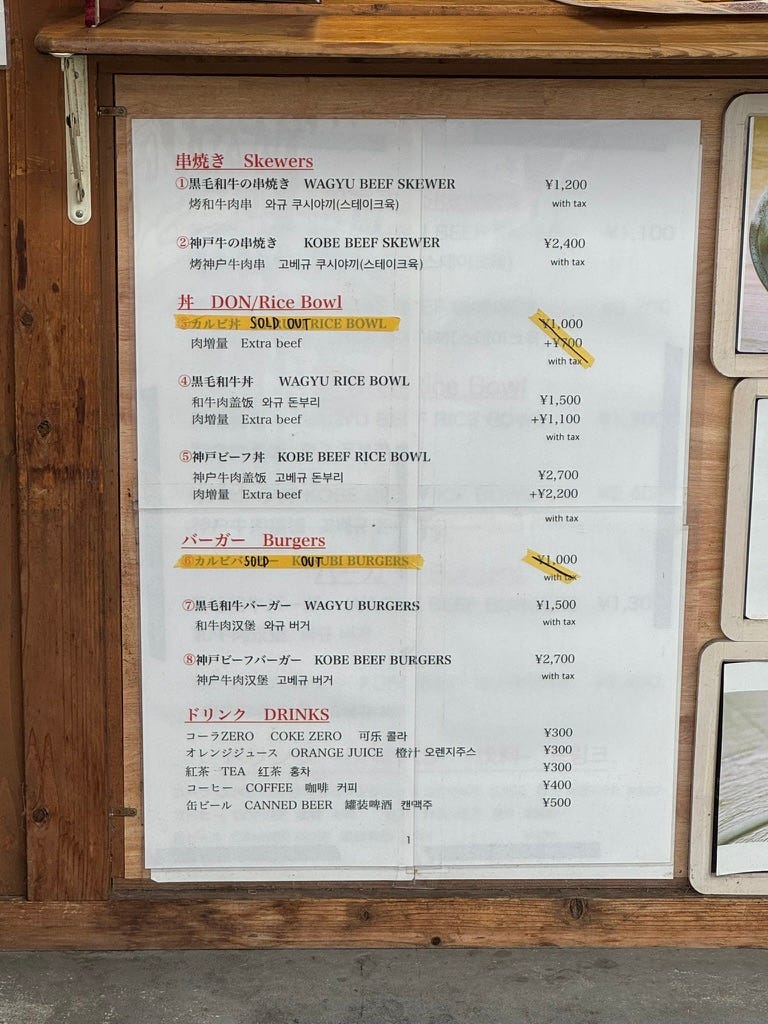 串焼き Skewers
①黒毛和牛の串焼き WAGYU BEEF SKEWER ¥1,200
烤和牛肉串 와규 쿠시야끼(스테이크육) with tax
②神戸牛の串焼き KOBE BEEF SKEWER ¥2,400
烤神户牛肉串 고베규 쿠시야끼(스테이크육) with tax
丼 DON/Rice Bowl
カルビ丼 SOLD OUT RICE BOWL ¥1,000
肉増量 Extra beef +¥700
with tax
④黒毛和牛丼 WAGYU RICE BOWL
和牛肉盖饭 와규 돈부리 ¥1,500
肉増量 Extra beef +¥1,100
with tax
⑤神戸ビーフ丼 KOBE BEEF RICE BOWL
神户牛肉盖饭 고베규 돈부리 ¥2,700
肉増量 Extra beef +¥2,200
with tax
バーガー Burgers
⑥カルビバ SOLD OUT BURGERS ¥1,000
with tax
⑦黒毛和牛バーガー WAGYU BURGERS ¥1,500
和牛肉汉堡 와규 버거 with tax
⑧神戸ビーフバーガー KOBE BEEF BURGERS ¥2,700
神户牛肉汉堡 고베규 버거 with tax
ドリンク DRINKS
コーラZERO COKE ZERO 可乐 콜라 ¥300
オレンジジュース ORANGE JUICE 橙汁 오렌지주스 ¥300
紅茶 TEA 红茶 홍차 ¥300
コーヒー COFFEE 咖啡 커피 ¥400
缶ビール CANNED BEER 罐装啤酒 캔맥주 ¥500
1